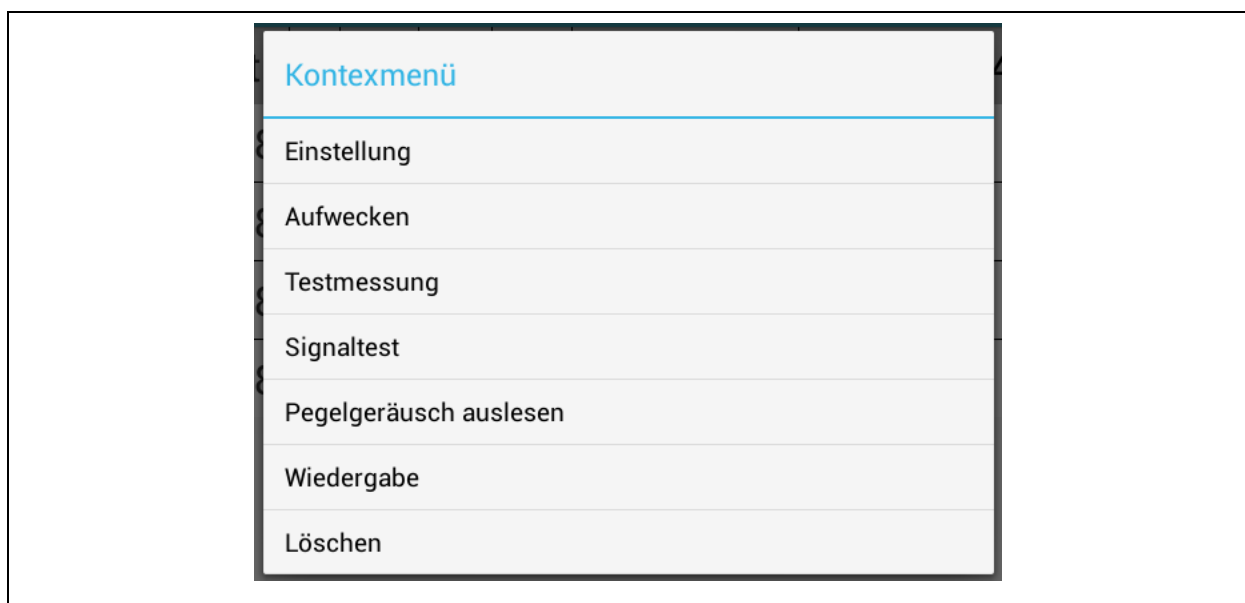 Kontexmenü
Einstellung
Aufwecken
Testmessung
Signaltest
Pegelgeräusch auslesen
Wiedergabe
Löschen